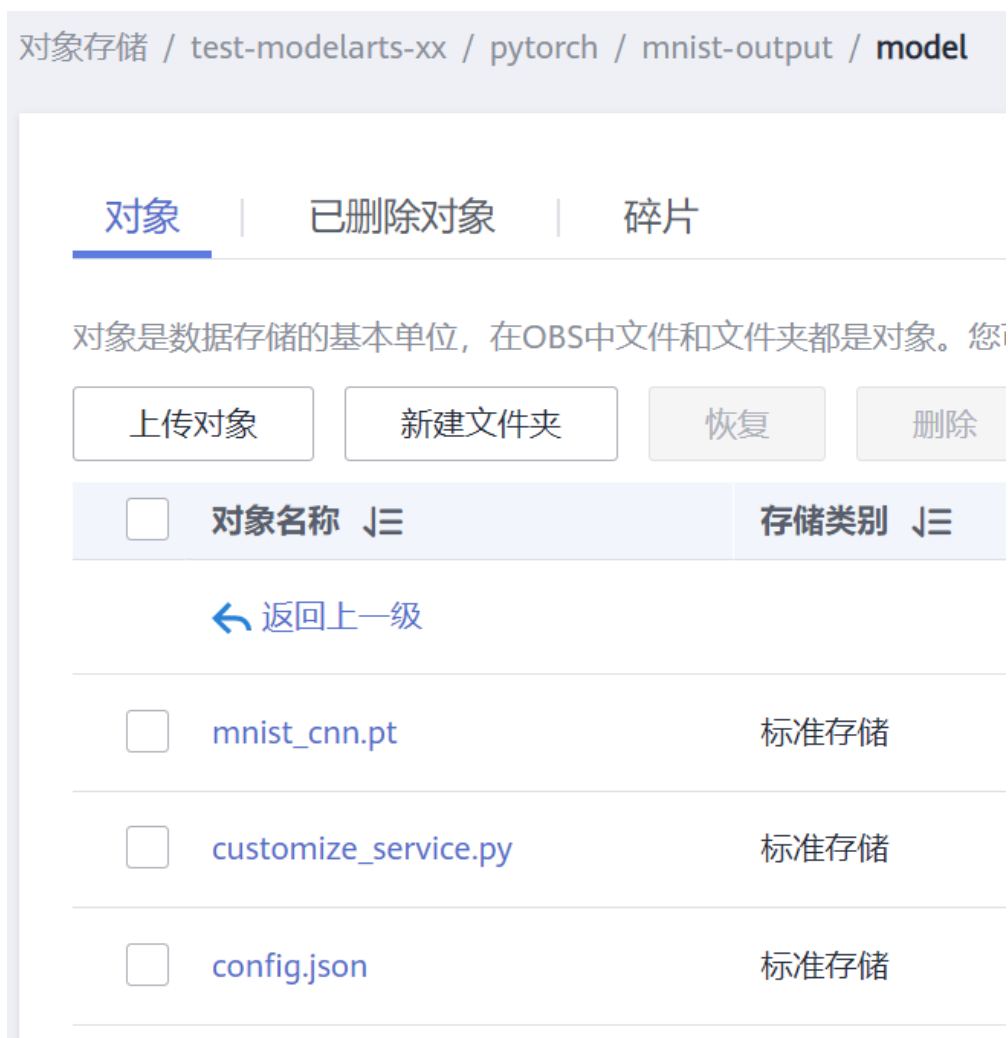 对象存储 / test-modelarts-xx / pytorch / mnist-output / model
对象 | 已删除对象 | 碎片
对象是数据存储的基本单位，在OBS中文件和文件夹都是对象。您
上传对象 新建文件夹 恢复 删除
对象名称 存储类别
返回上一级
mnist_cnn.pt 标准存储
customize_service.py 标准存储
config.json 标准存储